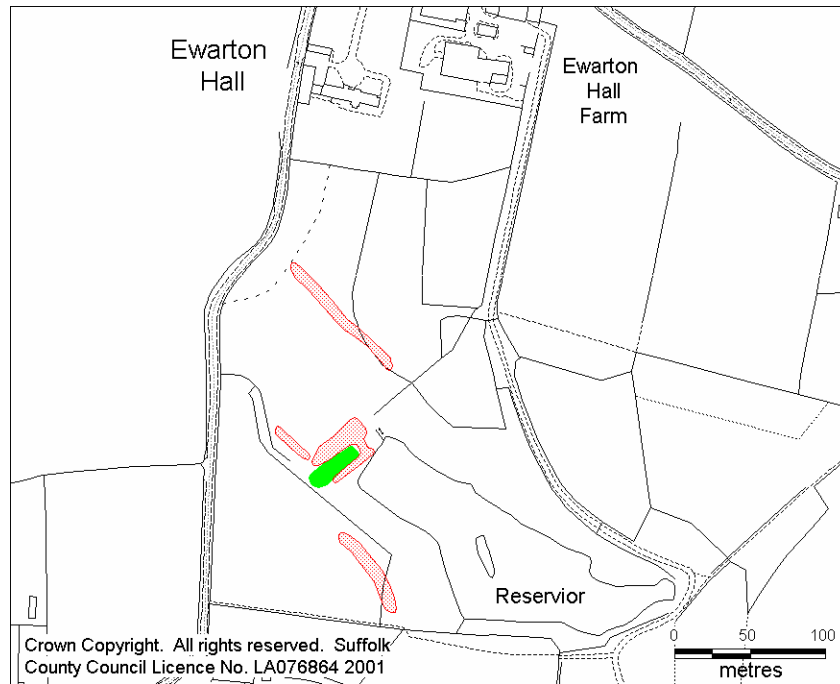 Ewarton
Hall
Ewarton
Hall
Farm
Reservior
Crown Copyright. All rights reserved. Suffolk
County Council Licence No. LA076864 2001
0 50 100
metres